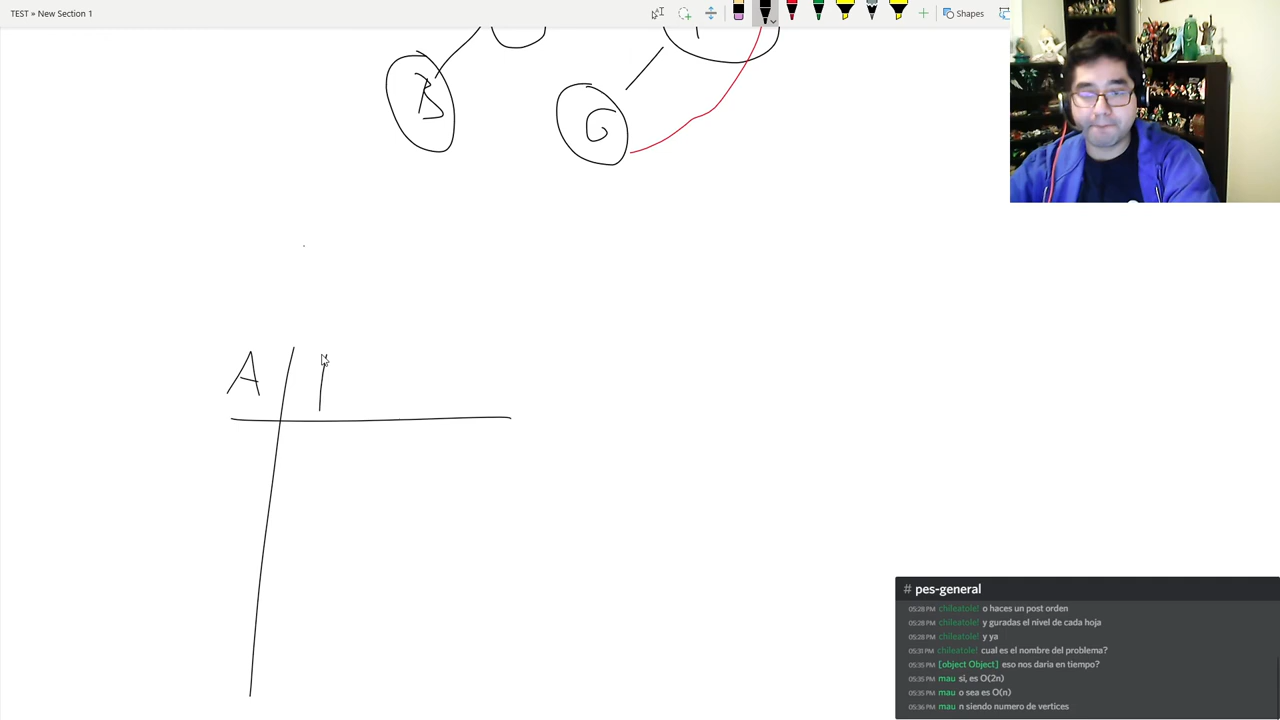 TEST » New Section 1
Shapes
B
G
A
# pes-general
05:28 PM chileatole! o haces un post orden
05:28 PM chileatole! y guradas el nivel de cada hoja
05:28 PM chileatole! y ya
05:31 PM chileatole! cual es el nombre del problema?
05:35 PM [object Object] eso nos daria en tiempo?
05:35 PM mau si, es O(2n)
05:35 PM mau o sea es O(n)
05:36 PM mau n siendo numero de vertices